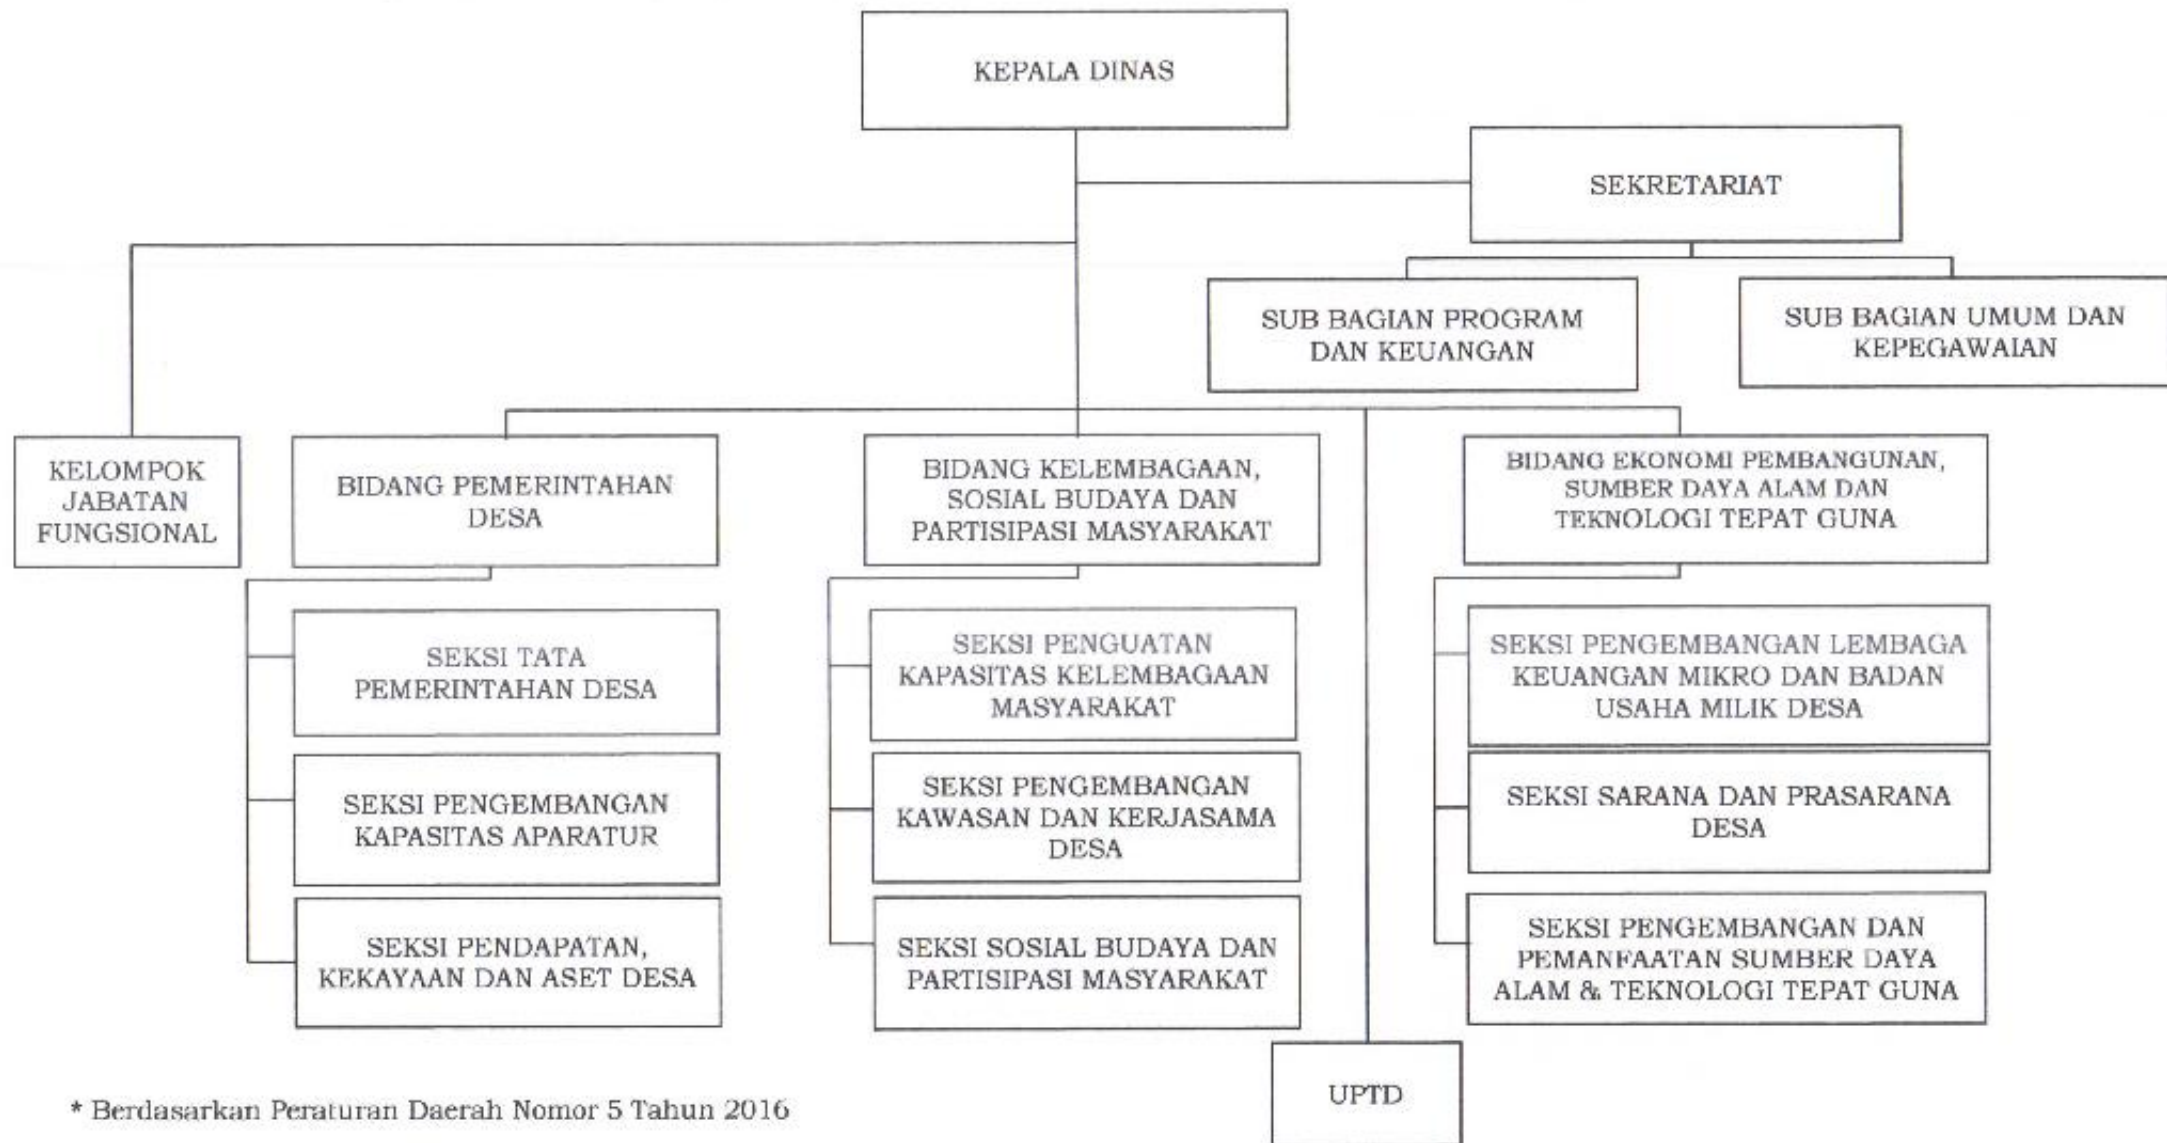 KEPALA DINAS
SEKRETARIAT
SUB BAGIAN PROGRAM
DAN KEUANGAN
SUB BAGIAN UMUM DAN
KEPEGAWAIAN
KELOMPOK
JABATAN
FUNGSIONAL
BIDANG PEMERINTAHAN
DESA
BIDANG KELEMBAGAAN,
SOSIAL BUDAYA DAN
PARTISIPASI MASYARAKAT
BIDANG EKONOMI PEMBANGUNAN,
SUMBER DAYA ALAM DAN
TEKNOLOGI TEPAT GUNA
SEKSI TATA
PEMERINTAHAN DESA
SEKSI PENGEMBANGAN
KAPASITAS APARATUR
SEKSI PENDAPATAN,
KEKAYAAN DAN ASET DESA
SEKSI PENGUATAN
KAPASITAS KELEMBAGAAN
MASYARAKAT
SEKSI PENGEMBANGAN
KAWASAN DAN KERJASAMA
DESA
SEKSI SOSIAL BUDAYA DAN
PARTISIPASI MASYARAKAT
SEKSI PENGEMBANGAN LEMBAGA
KEUANGAN MIKRO DAN BADAN
USAHA MILIK DESA
SEKSI SARANA DAN PRASARANA
DESA
SEKSI PENGEMBANGAN DAN
PEMANFAATAN SUMBER DAYA
ALAM & TEKNOLOGI TEPAT GUNA
UPTD
* Berdasarkan Peraturan Daerah Nomor 5 Tahun 2016